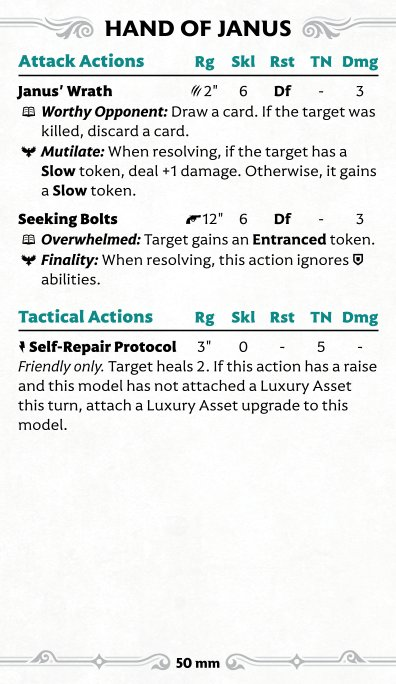 HAND OF JANUS
Attack Actions Rg Skl Rst TN Dmg
Janus' Wrath 2" 6 Df - 3
Worthy Opponent: Draw a card. If the target was
killed, discard a card.
Mutilate: When resolving, if the target has a
Slow token, deal +1 damage. Otherwise, it gains
a Slow token.
Seeking Bolts 12" 6 Df - 3
Overwhelmed: Target gains an Entranced token.
Finality: When resolving, this action ignores
abilities.
Tactical Actions Rg Skl Rst TN Dmg
Self-Repair Protocol 3" 0 - 5 -
Friendly only. Target heals 2. If this action has a raise
and this model has not attached a Luxury Asset
this turn, attach a Luxury Asset upgrade to this
model.
50 mm